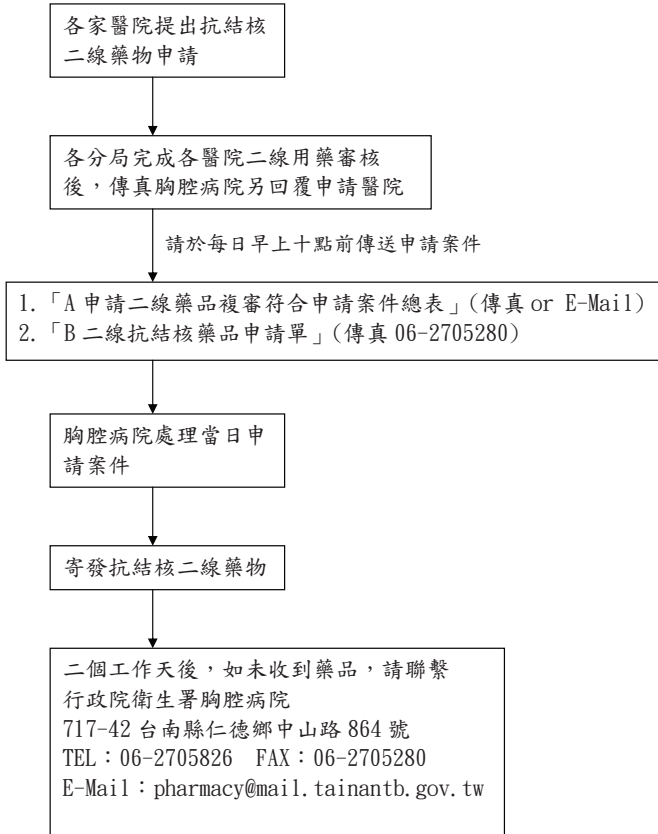 各家醫院提出抗結核
二線藥物申請
各分局完成各醫院二線用藥審核
後，傳真胸腔病院另回覆申請醫院
請於每日早上十點前傳送申請案件
1.「A 申請二線藥品複審符合申請案件總表」(傳真 or E-Mail)
2.「B 二線抗結核藥品申請單」(傳真 06-2705280)
胸腔病院處理當日申
請案件
寄發抗結核二線藥物
二個工作天後，如未收到藥品，請聯繫
行政院衛生署胸腔病院
717-42 台南縣仁德鄉中山路 864 號
TEL：06-2705826 FAX：06-2705280
E-Mail：pharmacy@mail.tainantb.gov.tw